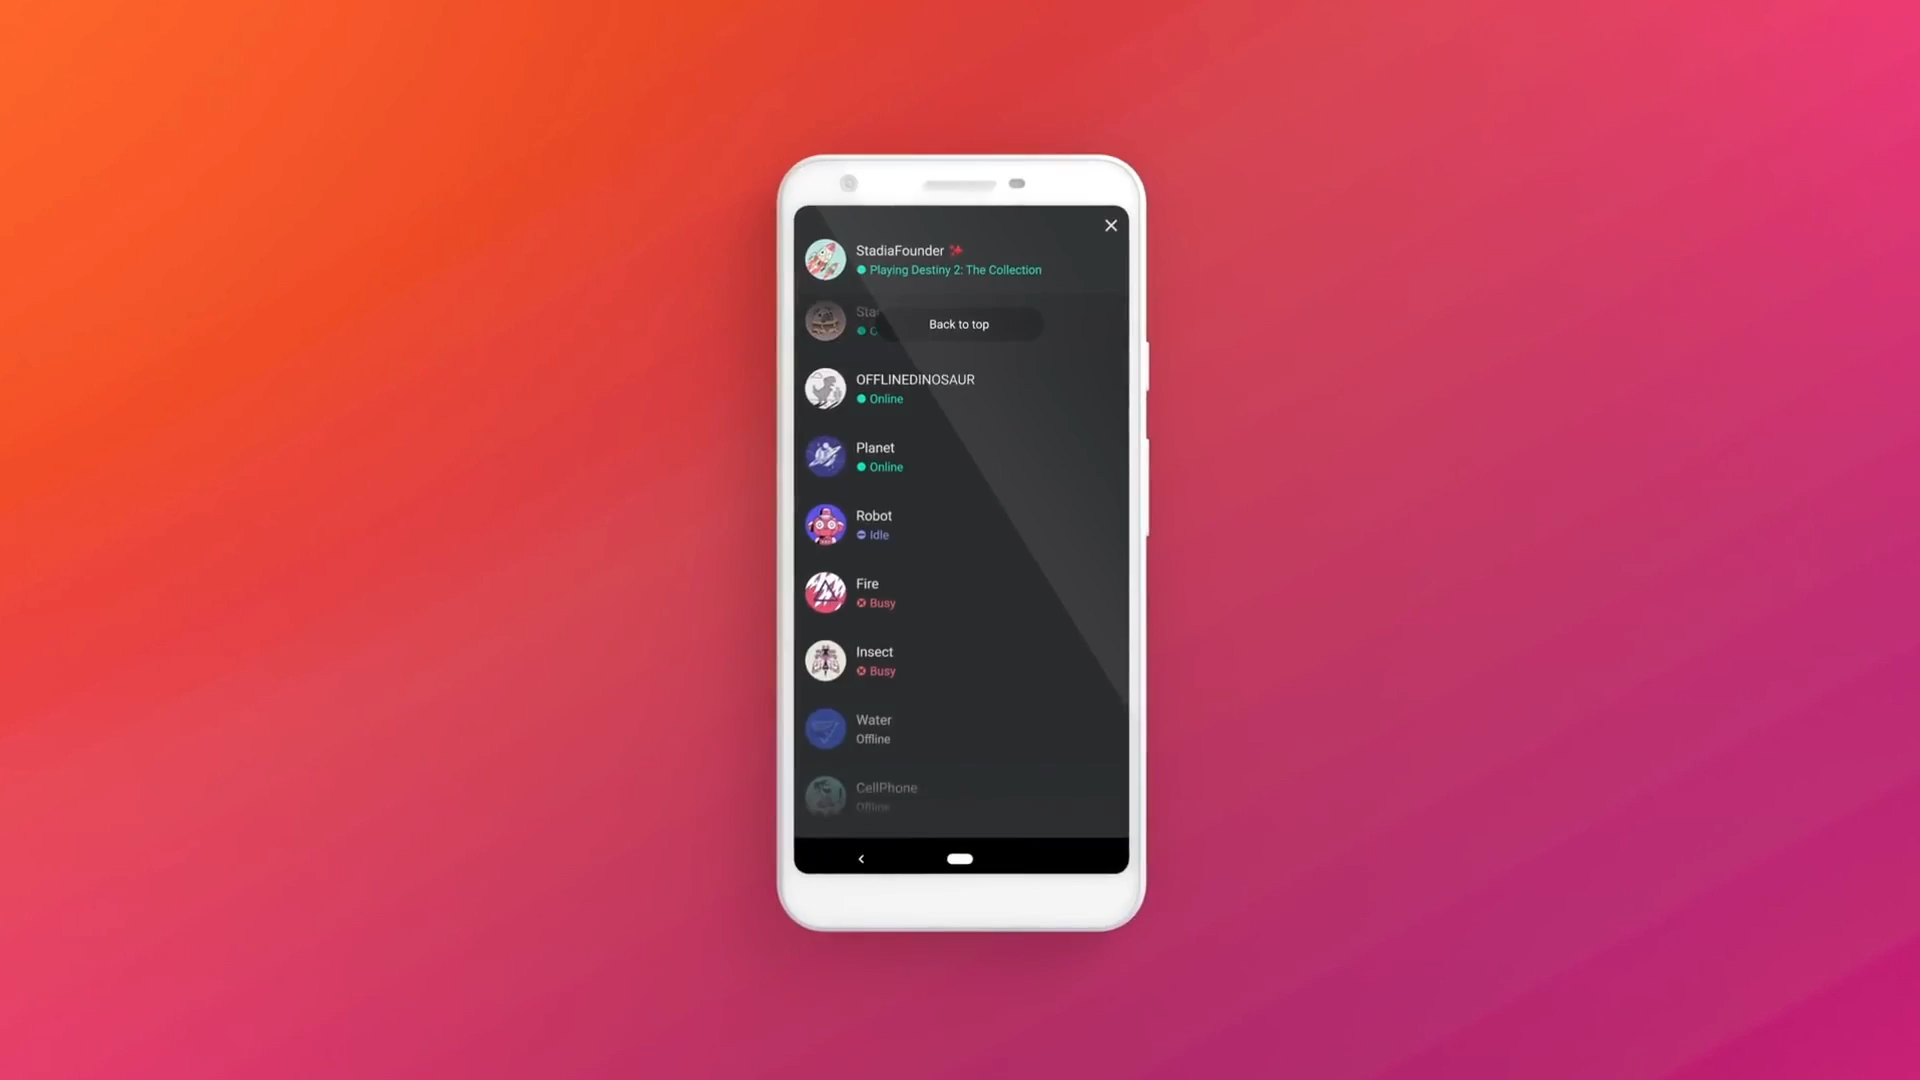 StadiaFounder
Playing Destiny 2: The Collection
Back to top
OFFLINEDINOSAUR
Online
Planet
Online
Robot
Idle
Fire
Busy
Insect
Busy
Water
Offline
CellPhone
Offline